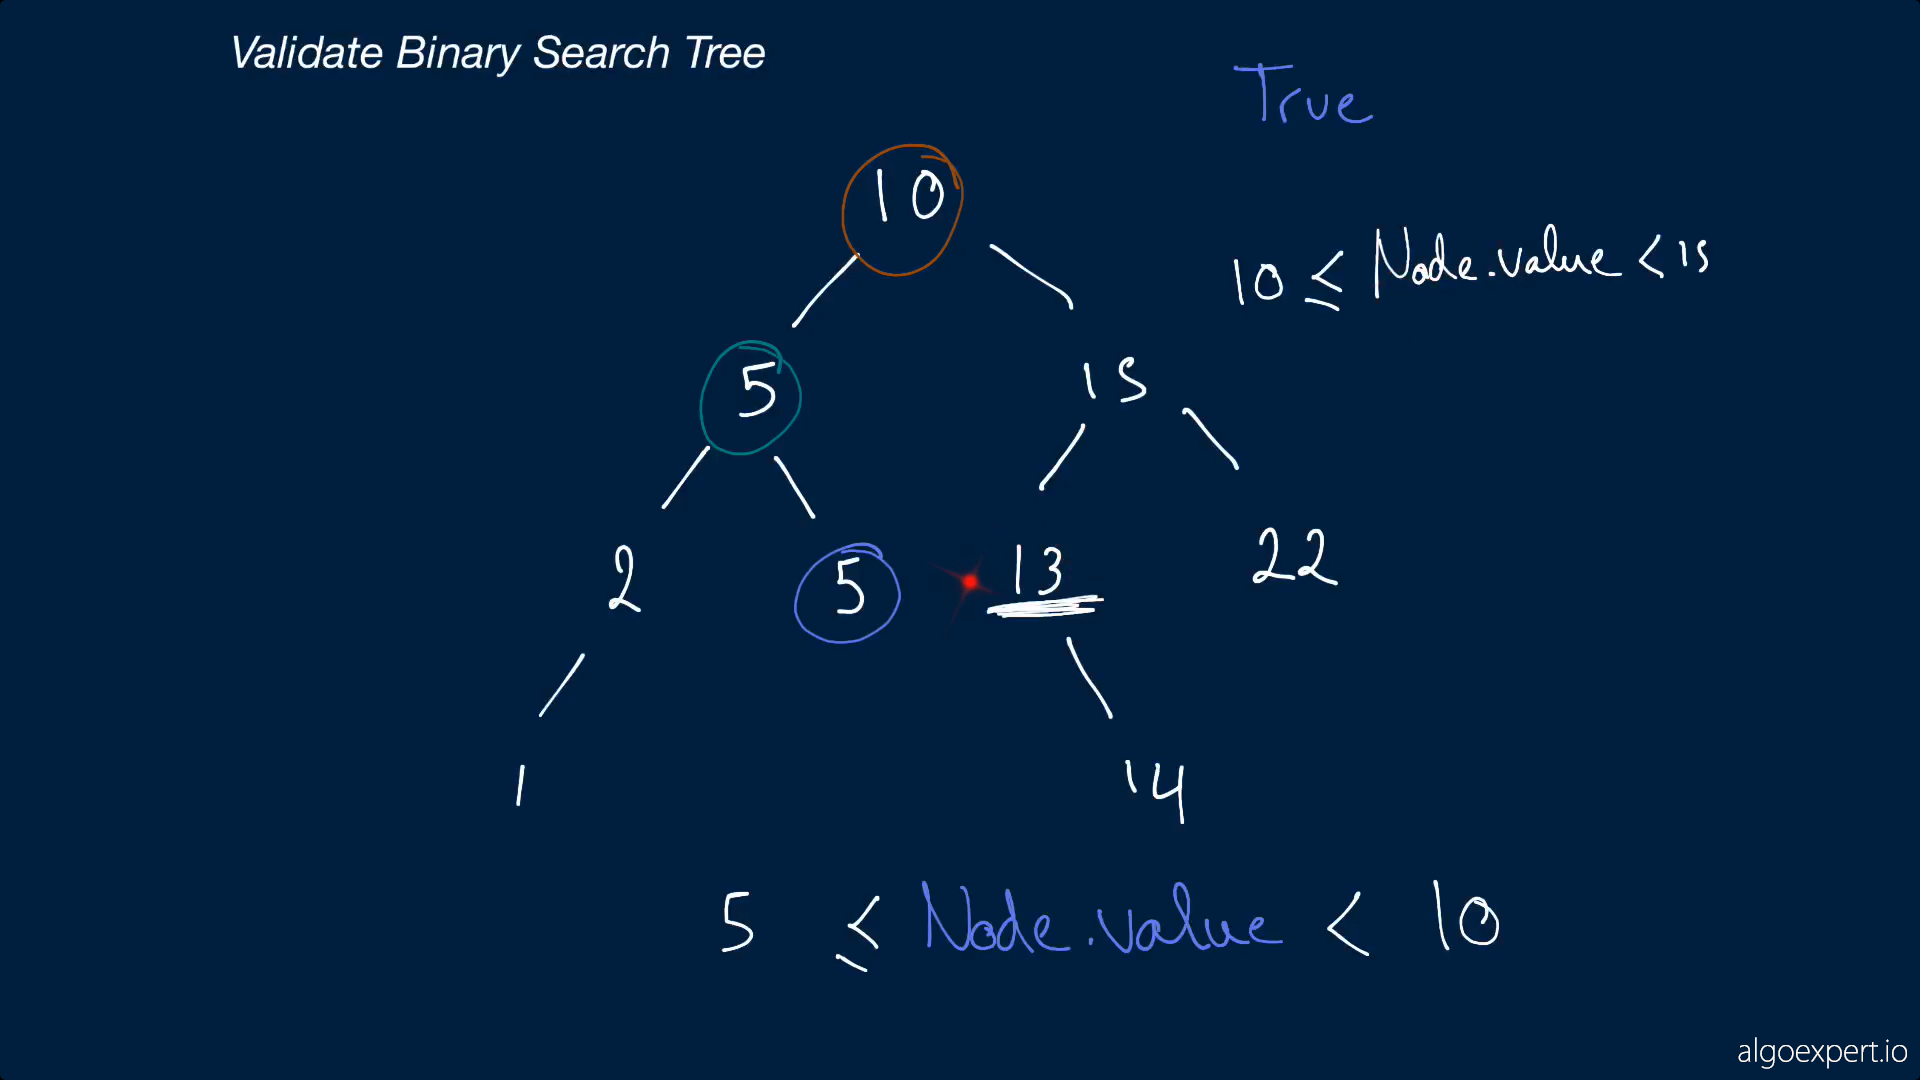 Validate Binary Search Tree
True
10
10 ≤ Node.value < 15
5
15
2
5
13
22
1
14
5 ≤ Node.value < 10
algoexpert.io